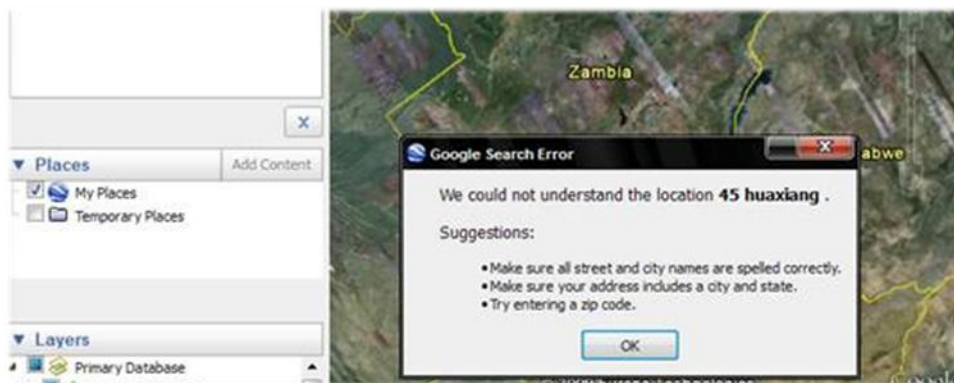 Zambia
x
Google Search Error
abwe
Places
Add Content
My Places
Temporary Places
We could not understand the location 45 huaxiang .
Suggestions:
•Make sure all street and city names are spelled correctly.
•Make sure your address includes a city and state.
•Try entering a zip code.
OK
Layers
Primary Database
Google